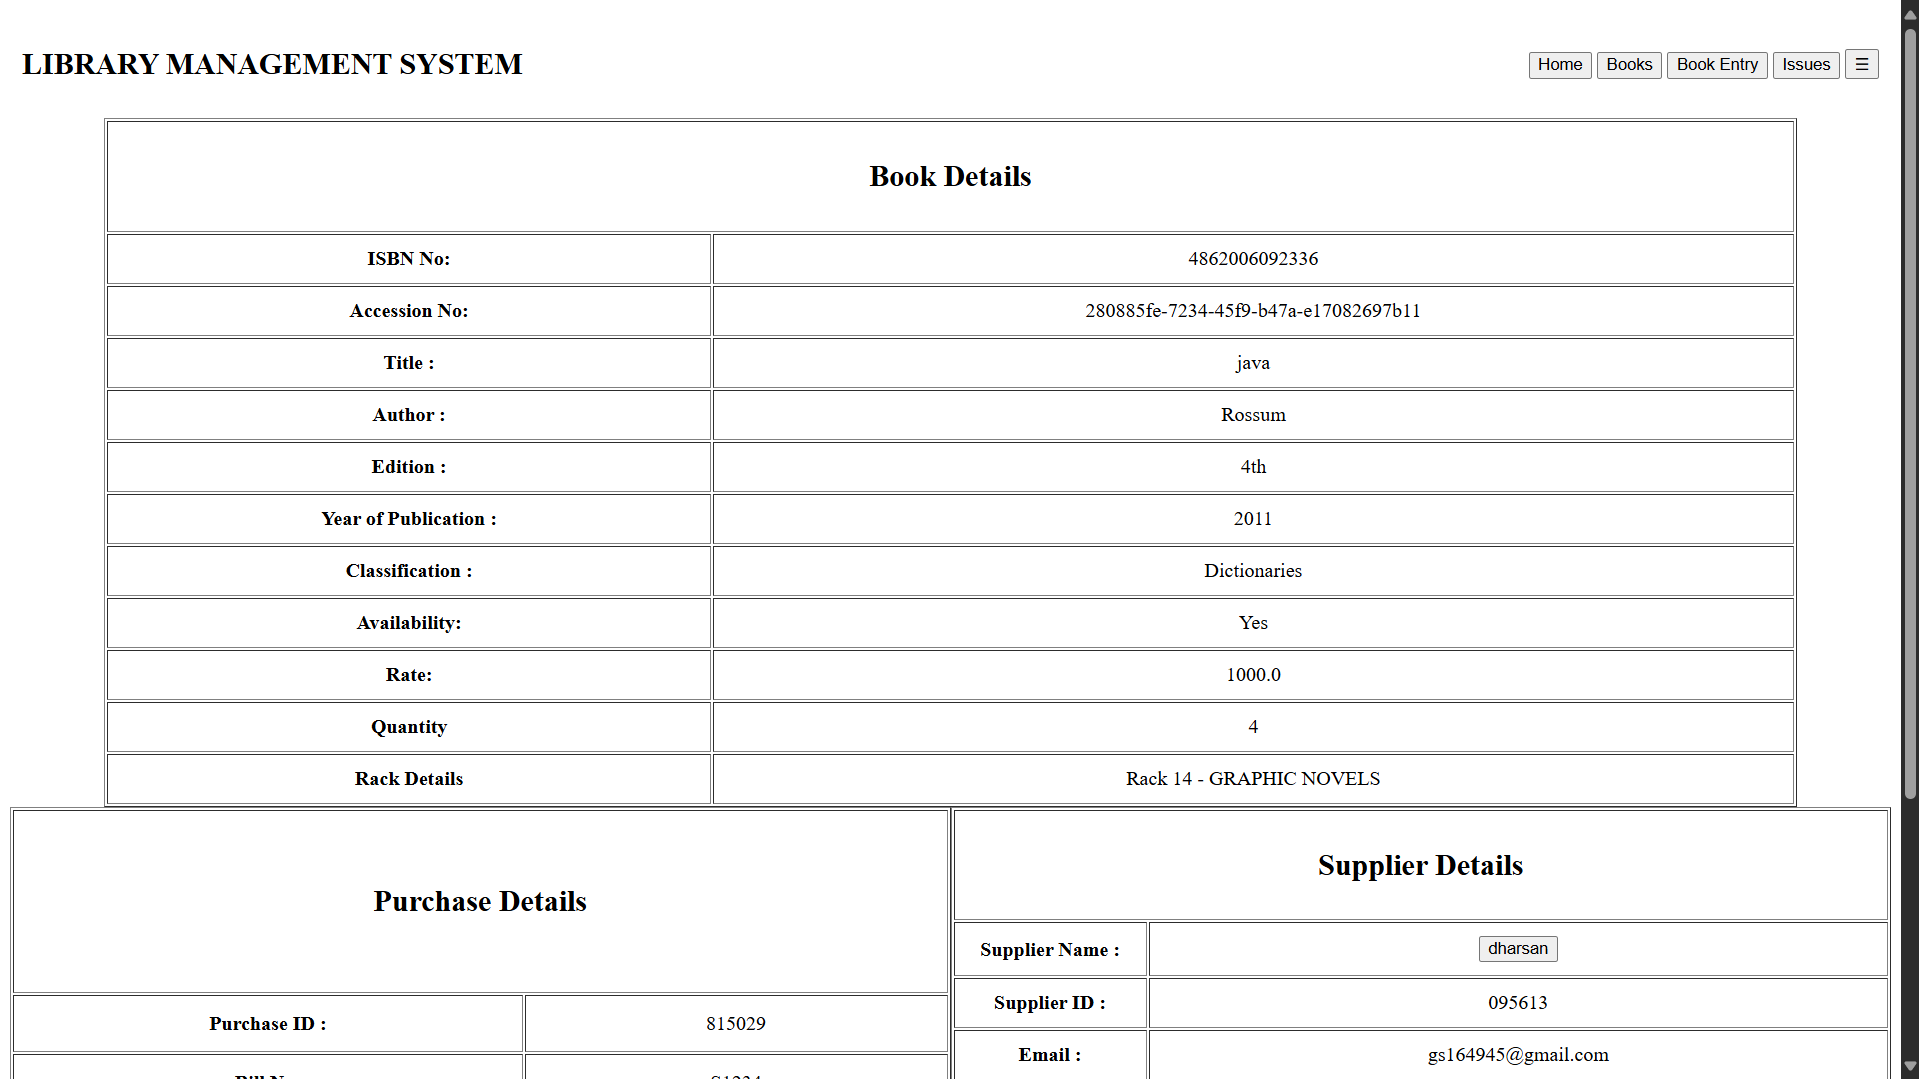 LIBRARY MANAGEMENT SYSTEM
Home Books Book Entry Issues ☰
Book Details
ISBN No: 4862006092336
Accession No: 280885fe-7234-45f9-b47a-e17082697b11
Title : java
Author : Rossum
Edition : 4th
Year of Publication : 2011
Classification : Dictionaries
Availability: Yes
Rate: 1000.0
Quantity 4
Rack Details Rack 14 - GRAPHIC NOVELS
Purchase Details
Purchase ID : 815029
Supplier Details
Supplier Name : dharsan
Supplier ID : 095613
Email : gs164945@gmail.com